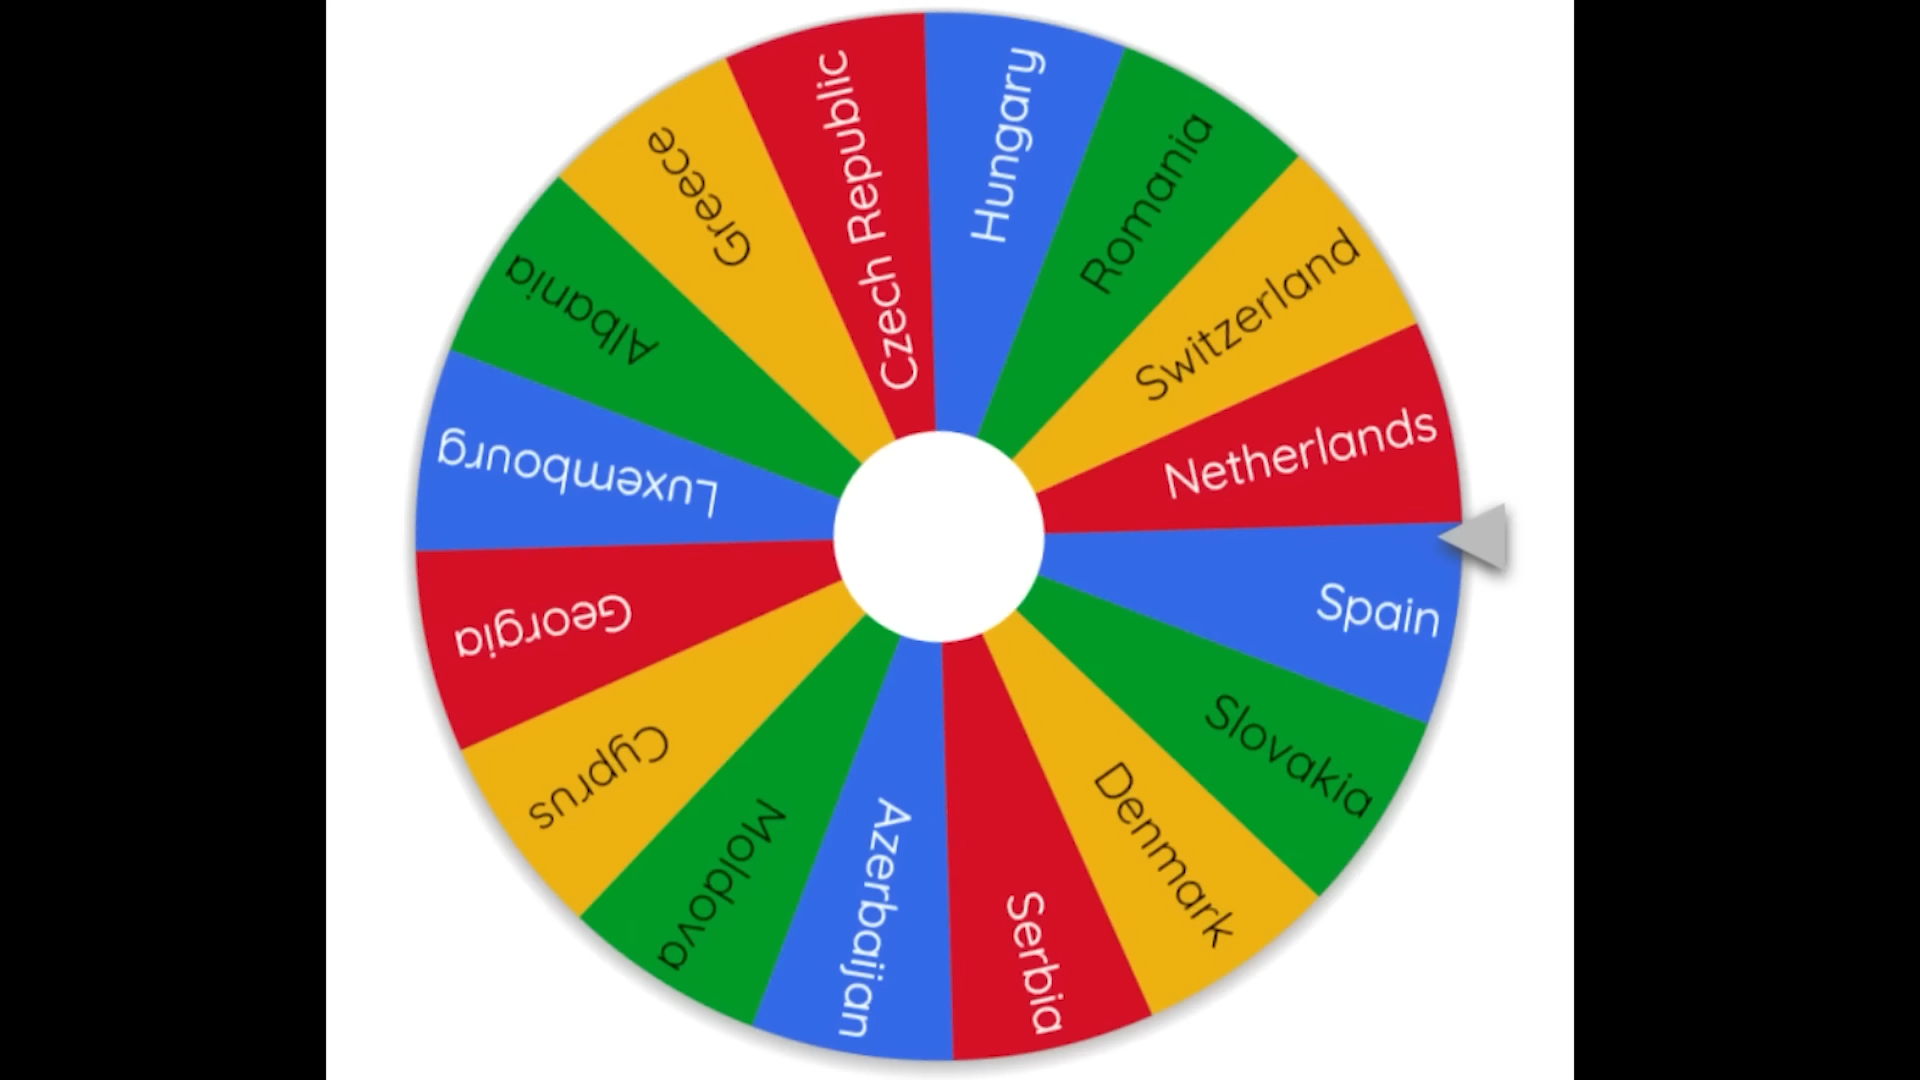 Czech Republic
Hungary
Romania
Switzerland
Netherlands
Spain
Slovakia
Denmark
Serbia
Azerbaijan
Moldova
Cyprus
Georgia
Luxembourg
Albania
Greece